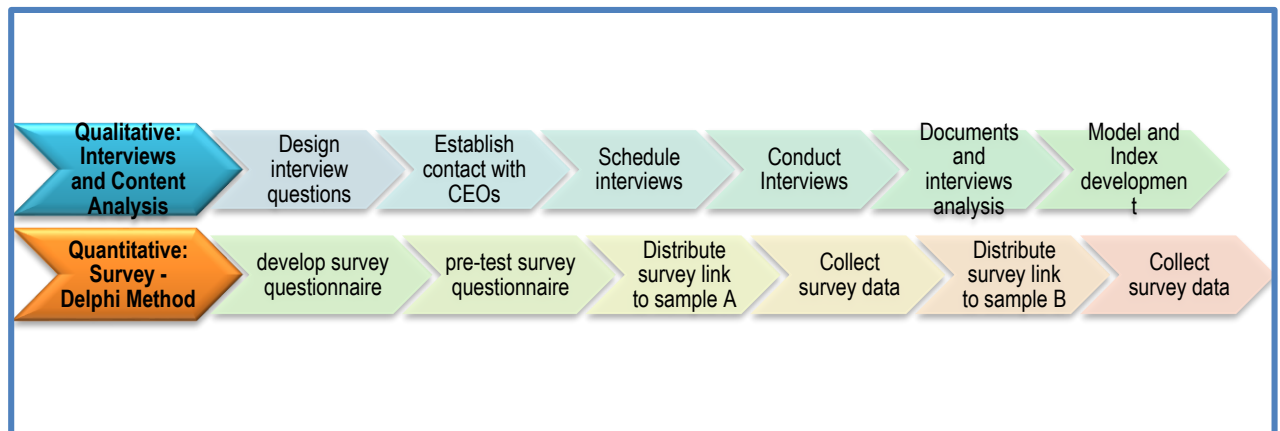 Qualitative:
Interviews
and Content
Analysis
Design
interview
questions
Establish
contact with
CEOs
Schedule
interviews
Conduct
Interviews
Documents
and
interviews
analysis
Model and
Index
developmen
t
Quantitative:
Survey -
Delphi Method
develop survey
questionnaire
pre-test survey
questionnaire
Distribute
survey link
to sample A
Collect
survey data
Distribute
survey link
to sample B
Collect
survey data